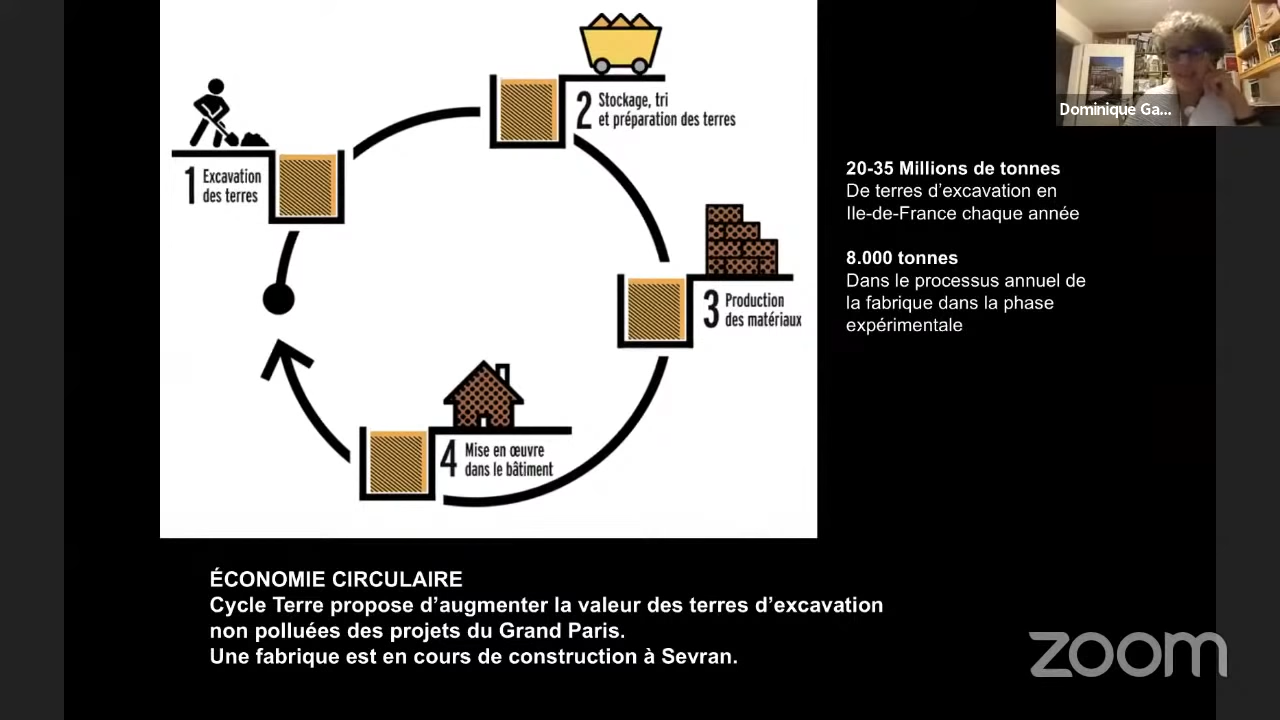 Dominique Ga...
1 Excavation
des terres
2 Stockage, tri
et préparation des terres
3 Production
des matériaux
4 Mise en œuvre
dans le bâtiment
20-35 Millions de tonnes
De terres d’excavation en
Ile-de-France chaque année
8.000 tonnes
Dans le processus annuel de
la fabrique dans la phase
expérimentale
ÉCONOMIE CIRCULAIRE
Cycle Terre propose d’augmenter la valeur des terres d’excavation
non polluées des projets du Grand Paris.
Une fabrique est en cours de construction à Sevran.
zoom